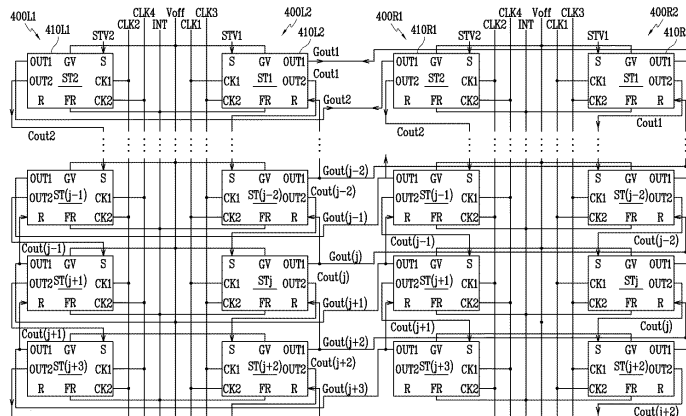 400L1 410L1 STV2 CLK2 CLK4 INT Voff CLK1 CLK3 STV1 400L2 410L2 Gout1 400R1 410R1 STV2 CLK2 CLK4 INT Voff CLK1 CLK3 STV1 400R2 410R
OUT1 GV S S GV OUT1 Cout1 OUT1 GV S S GV OUT1
OUT2 ST2 CK1 CK1 ST1 OUT2 OUT2 ST2 CK1 CK1 ST1 OUT2
R FR CK2 CK2 FR R Gout2 R FR CK2 CK2 FR R
Cout2 Cout2 Cout1
OUT1 GV S S GV OUT1 Gout(j-2) OUT1 GV S S GV OUT1
OUT2 ST(j-1) CK1 CK1 ST(j-2) OUT2 Cout(j-2) OUT2 ST(j-1) CK1 CK1 ST(j-2) OUT2
R FR CK2 CK2 FR R Gout(j-1) R FR CK2 CK2 FR R
Cout(j-1) Cout(j-1) Cout(j-2)
OUT1 GV S S GV OUT1 Gout(j) OUT1 GV S S GV OUT1
OUT2 ST(j+1) CK1 CK1 STj OUT2 Cout(j) OUT2 ST(j+1) CK1 CK1 STj OUT2
R FR CK2 CK2 FR R Gout(j+1) R FR CK2 CK2 FR R
Cout(j+1) Cout(j+1) Cout(j)
OUT1 GV S S GV OUT1 Gout(j+2) OUT1 GV S S GV OUT1
OUT2 ST(j+3) CK1 CK1 ST(j+2) OUT2 Cout(j+2) OUT2 ST(j+3) CK1 CK1 ST(j+2) OUT2
R FR CK2 CK2 FR R Gout(j+3) R FR CK2 CK2 FR R
Cout(j+2)